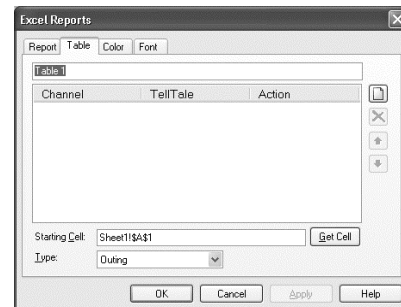 Excel Reports
Report Table Color Font
Table 1
Channel TellTale Action
Starting Cell: Sheet1!$A$1 Get Cell
Type: Outing
OK Cancel Apply Help